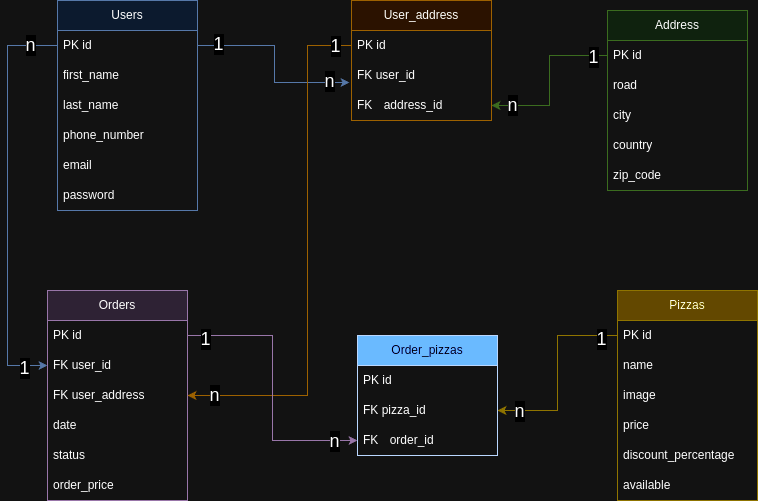 Users
PK id
first_name
last_name
phone_number
email
password
User_address
PK id
FK user_id
FK address_id
Address
PK id
road
city
country
zip_code
Orders
PK id
FK user_id
FK user_address
date
status
order_price
Order_pizzas
PK id
FK pizza_id
FK order_id
Pizzas
PK id
name
image
price
discount_percentage
available
n
1
1
n
1
n
1
n
1
n
1
n